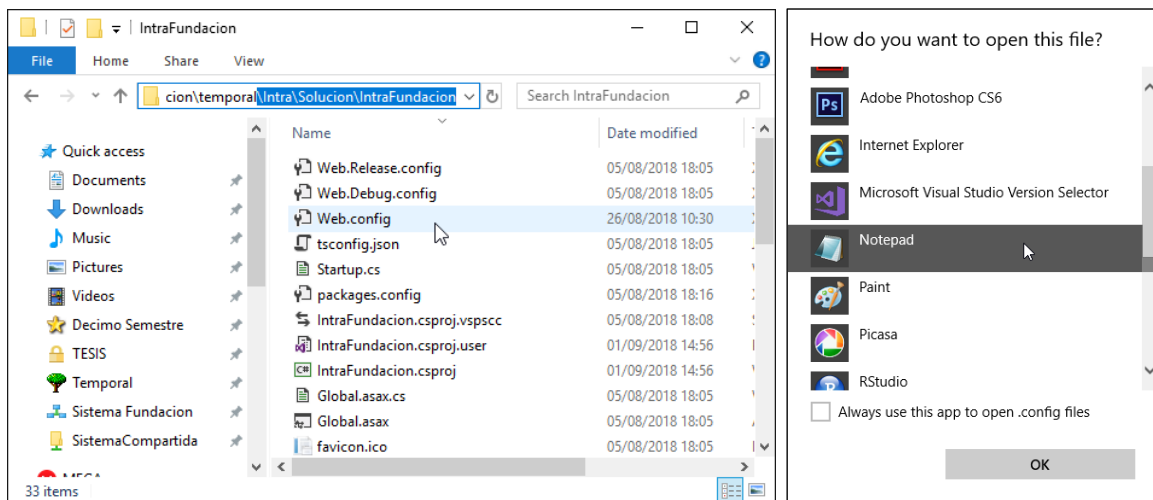 IntraFundacion
File Home Share View
cion\temporal\Intra\Solucion\IntraFundacion Search IntraFundacion
Quick access
Documents
Downloads
Music
Pictures
Videos
Decimo Semestre
TESIS
Temporal
Sistema Fundacion
SistemaCompartida
33 items
Name Date modified
Web.Release.config 05/08/2018 18:05
Web.Debug.config 05/08/2018 18:05
Web.config 26/08/2018 10:30
tsconfig.json 05/08/2018 18:05
Startup.cs 05/08/2018 18:05
packages.config 05/08/2018 18:16
IntraFundacion.csproj.vspscc 05/08/2018 18:08
IntraFundacion.csproj.user 01/09/2018 14:56
IntraFundacion.csproj 01/09/2018 14:56
Global.asax.cs 05/08/2018 18:05
Global.asax 05/08/2018 18:05
favicon.ico 05/08/2018 18:05
How do you want to open this file?
Ps Adobe Photoshop CS6
Internet Explorer
Microsoft Visual Studio Version Selector
Notepad
Paint
Picasa
RStudio
Always use this app to open .config files
OK